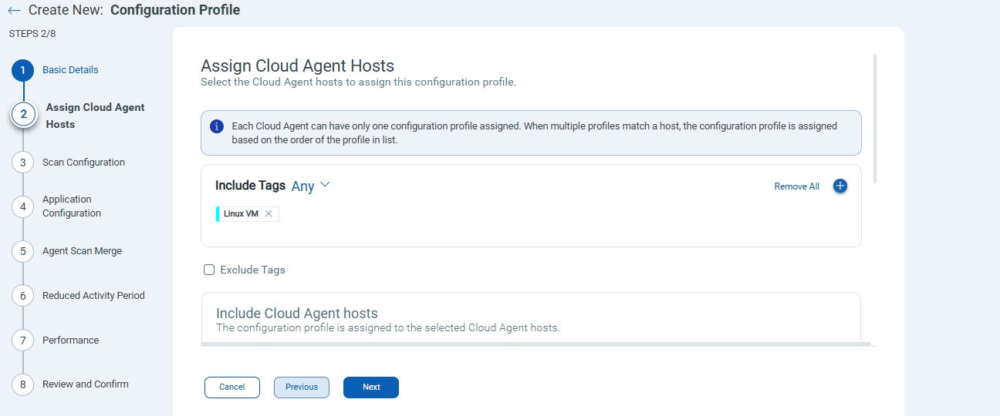 Create New: Configuration Profile
STEPS 2/8
1 Basic Details
2 Assign Cloud Agent
Hosts
3 Scan Configuration
4 Application
Configuration
5 Agent Scan Merge
6 Reduced Activity Period
7 Performance
8 Review and Confirm
Assign Cloud Agent Hosts
Select the Cloud Agent hosts to assign this configuration profile.
Each Cloud Agent can have only one configuration profile assigned. When multiple profiles match a host, the configuration profile is assigned
based on the order of the profile in list.
Include Tags Any
Remove All
Linux VM
Exclude Tags
Include Cloud Agent hosts
The configuration profile is assigned to the selected Cloud Agent hosts.
Cancel
Previous
Next